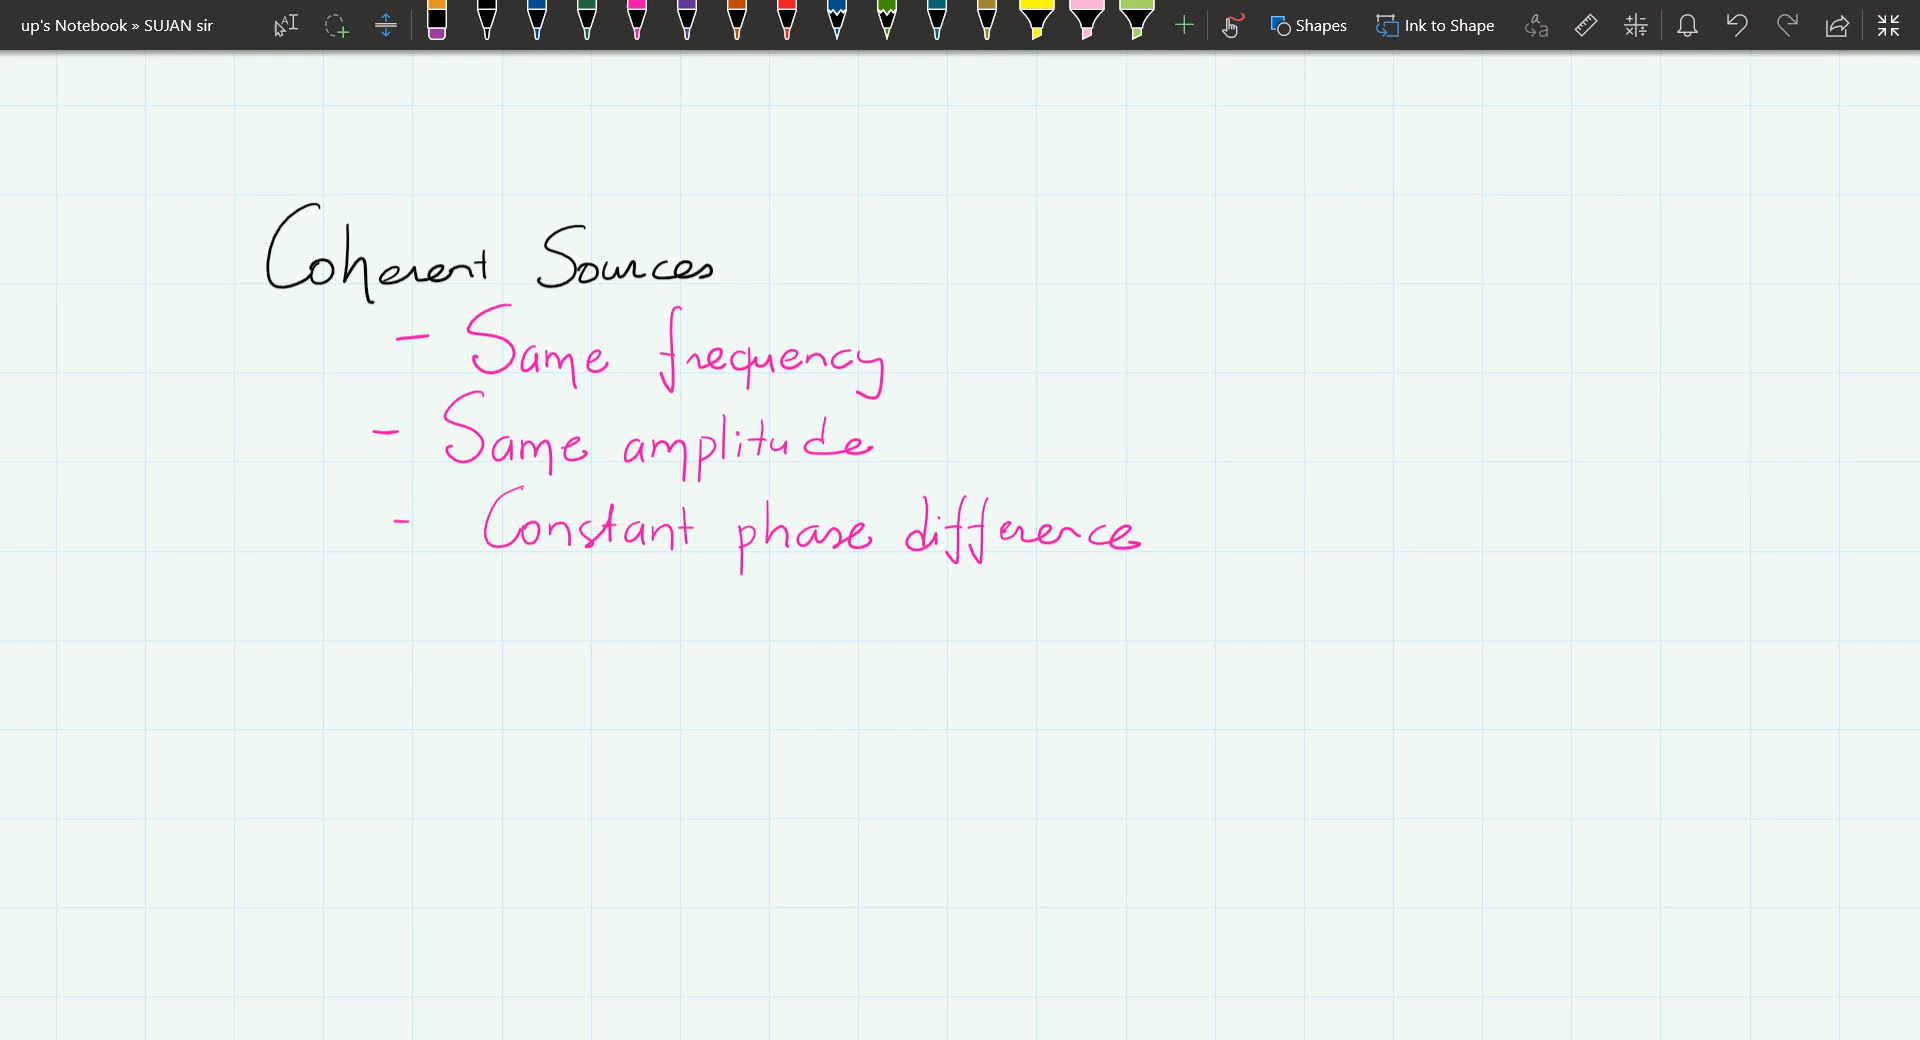 up's Notebook » SUJAN sir Shapes Ink to Shape
Coherent Sources
- Same frequency
- Same amplitude
- Constant phase difference